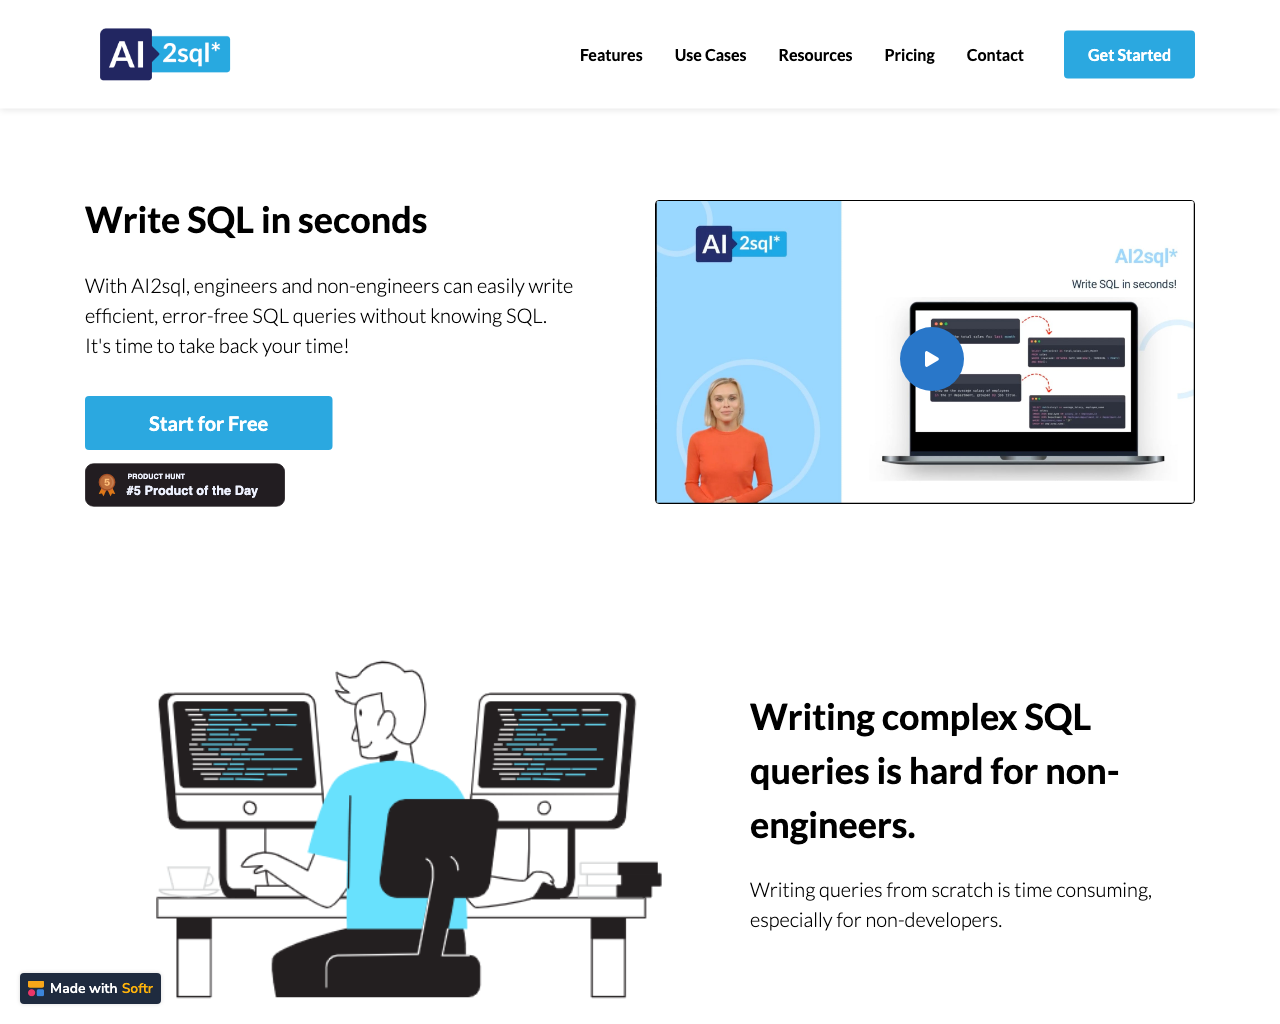 AI 2sql*
Features
Use Cases
Resources
Pricing
Contact
Get Started
Write SQL in seconds
With AI2sql, engineers and non-engineers can easily write
efficient, error-free SQL queries without knowing SQL.
It's time to take back your time!
Start for Free
5
PRODUCT HUNT
#5 Product of the Day
AI 2sql*
AI2sql*
Write SQL in seconds!
Writing complex SQL
queries is hard for non-
engineers.
Writing queries from scratch is time consuming,
especially for non-developers.
Made with Softr